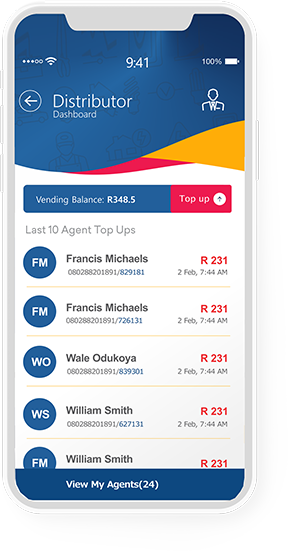 9:41
100%
Distributor
Dashboard
Vending Balance: R348.5
Top up
Last 10 Agent Top Ups
FM
Francis Michaels
R 231
080288201891/829181
2 Feb, 7:44 AM
FM
Francis Michaels
R 231
080288201891/726131
2 Feb, 7:44 AM
WO
Wale Odukoya
R 231
080288201891/839301
2 Feb, 7:44 AM
WS
William Smith
R 231
080288201891/627131
2 Feb, 7:44 AM
FM
William Smith
R 231
View My Agents(24)